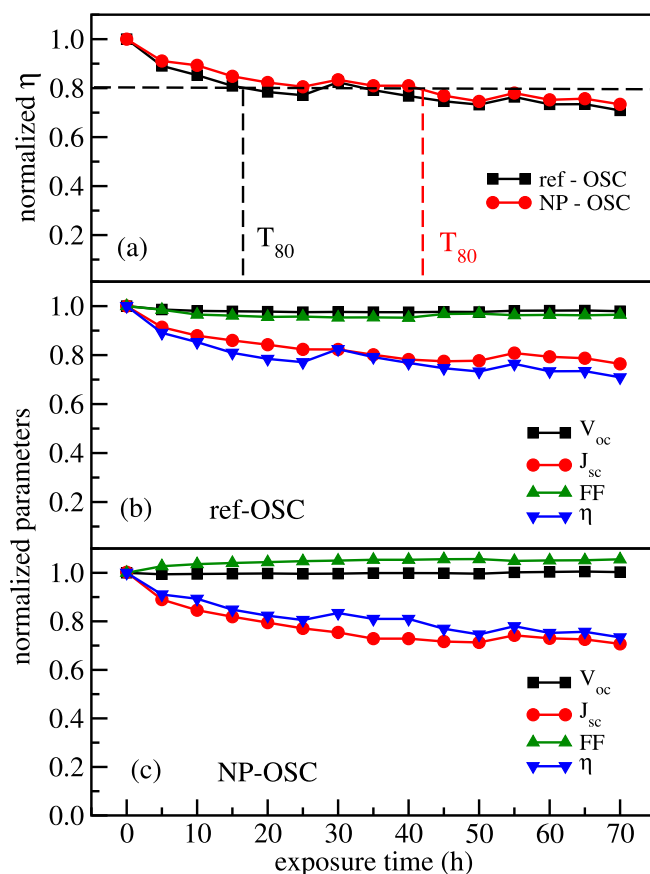 normalized η
1.0
0.8
0.6
0.4
0.2
(a)
T80
T80
ref - OSC
NP - OSC
normalized parameters
1.0
0.8
0.6
0.4
0.2
(b)
ref-OSC
Voc
Jsc
FF
η
1.0
0.8
0.6
0.4
0.2
0.0
(c)
NP-OSC
Voc
Jsc
FF
η
0 10 20 30 40 50 60 70
exposure time (h)